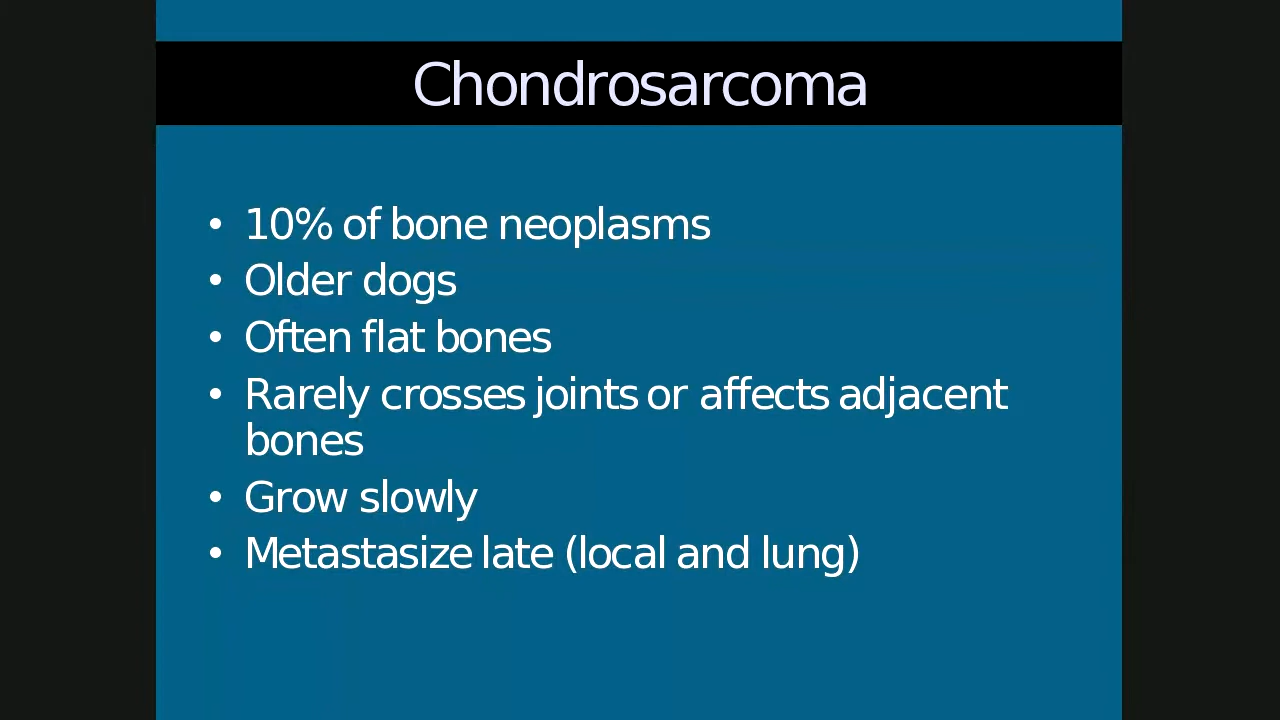 Chondrosarcoma
• 10% of bone neoplasms
• Older dogs
• Often flat bones
• Rarely crosses joints or affects adjacent
bones
• Grow slowly
• Metastasize late (local and lung)